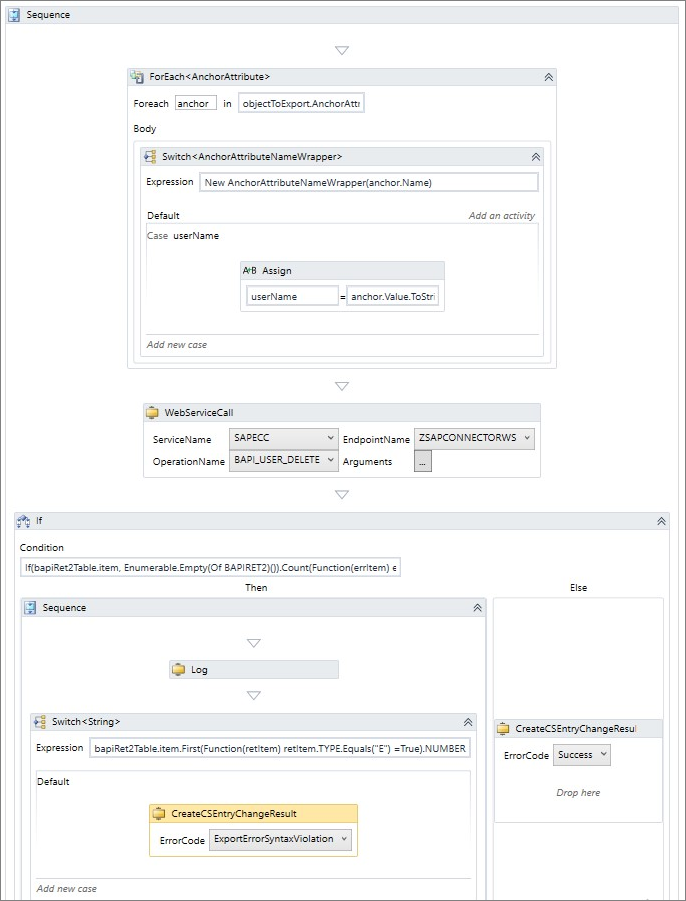 Sequence
ForEach<AnchorAttribute>
Foreach anchor in objectToExport.AnchorAttr
Body
Switch<AnchorAttributeNameWrapper>
Expression New AnchorAttributeNameWrapper(anchor.Name)
Default Add an activity
Case userName
A+B Assign
userName = anchor.Value.ToStri
Add new case
WebServiceCall
ServiceName SAPECC EndpointName ZSAPCONNECTORWS
OperationName BAPI_USER_DELETE Arguments ...
If
Condition
If(bapiRet2Table.item, Enumerable.Empty(Of BAPIRET2)()).Count(Function(errItem) e
Then Else
Sequence
Log
Switch<String>
Expression bapiRet2Table.item.First(Function(retItem) retItem.TYPE.Equals("E") =True).NUMBER
Default
CreateCSEntryChangeResult
ErrorCode ExportErrorSyntaxViolation
Add new case
CreateCSEntryChangeResul
ErrorCode Success
Drop here